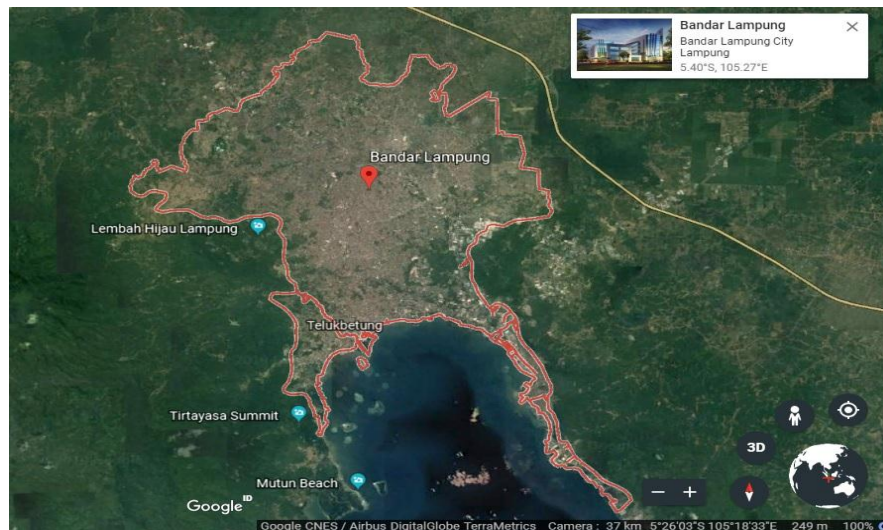 Bandar Lampung
Bandar Lampung City
Lampung
5.40°S, 105.27°E
Bandar Lampung
Lembah Hijau Lampung
Telukbetung
Tirtayasa Summit
Mutun Beach
3D
Google ID
Google CNES / Airbus DigitalGlobe TerraMetrics Camera : 37 km 5°26'03"S 105°18'33"E 249 m 100%